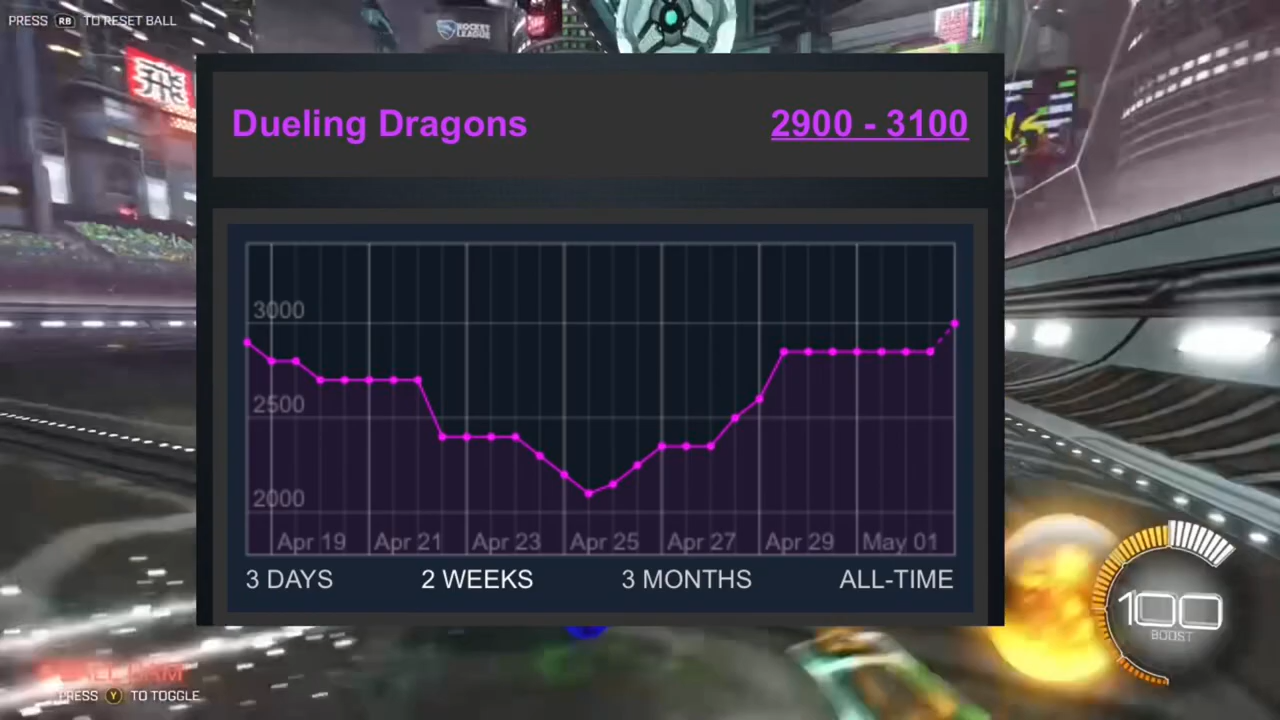 PRESS RB TO RESET BALL
ROCKET
LEAGUE
Dueling Dragons
2900 - 3100
3000
2500
2000
Apr 19
Apr 21
Apr 23
Apr 25
Apr 27
Apr 29
May 01
3 DAYS
2 WEEKS
3 MONTHS
ALL-TIME
100
BOOST
PRESS Y TO TOGGLE